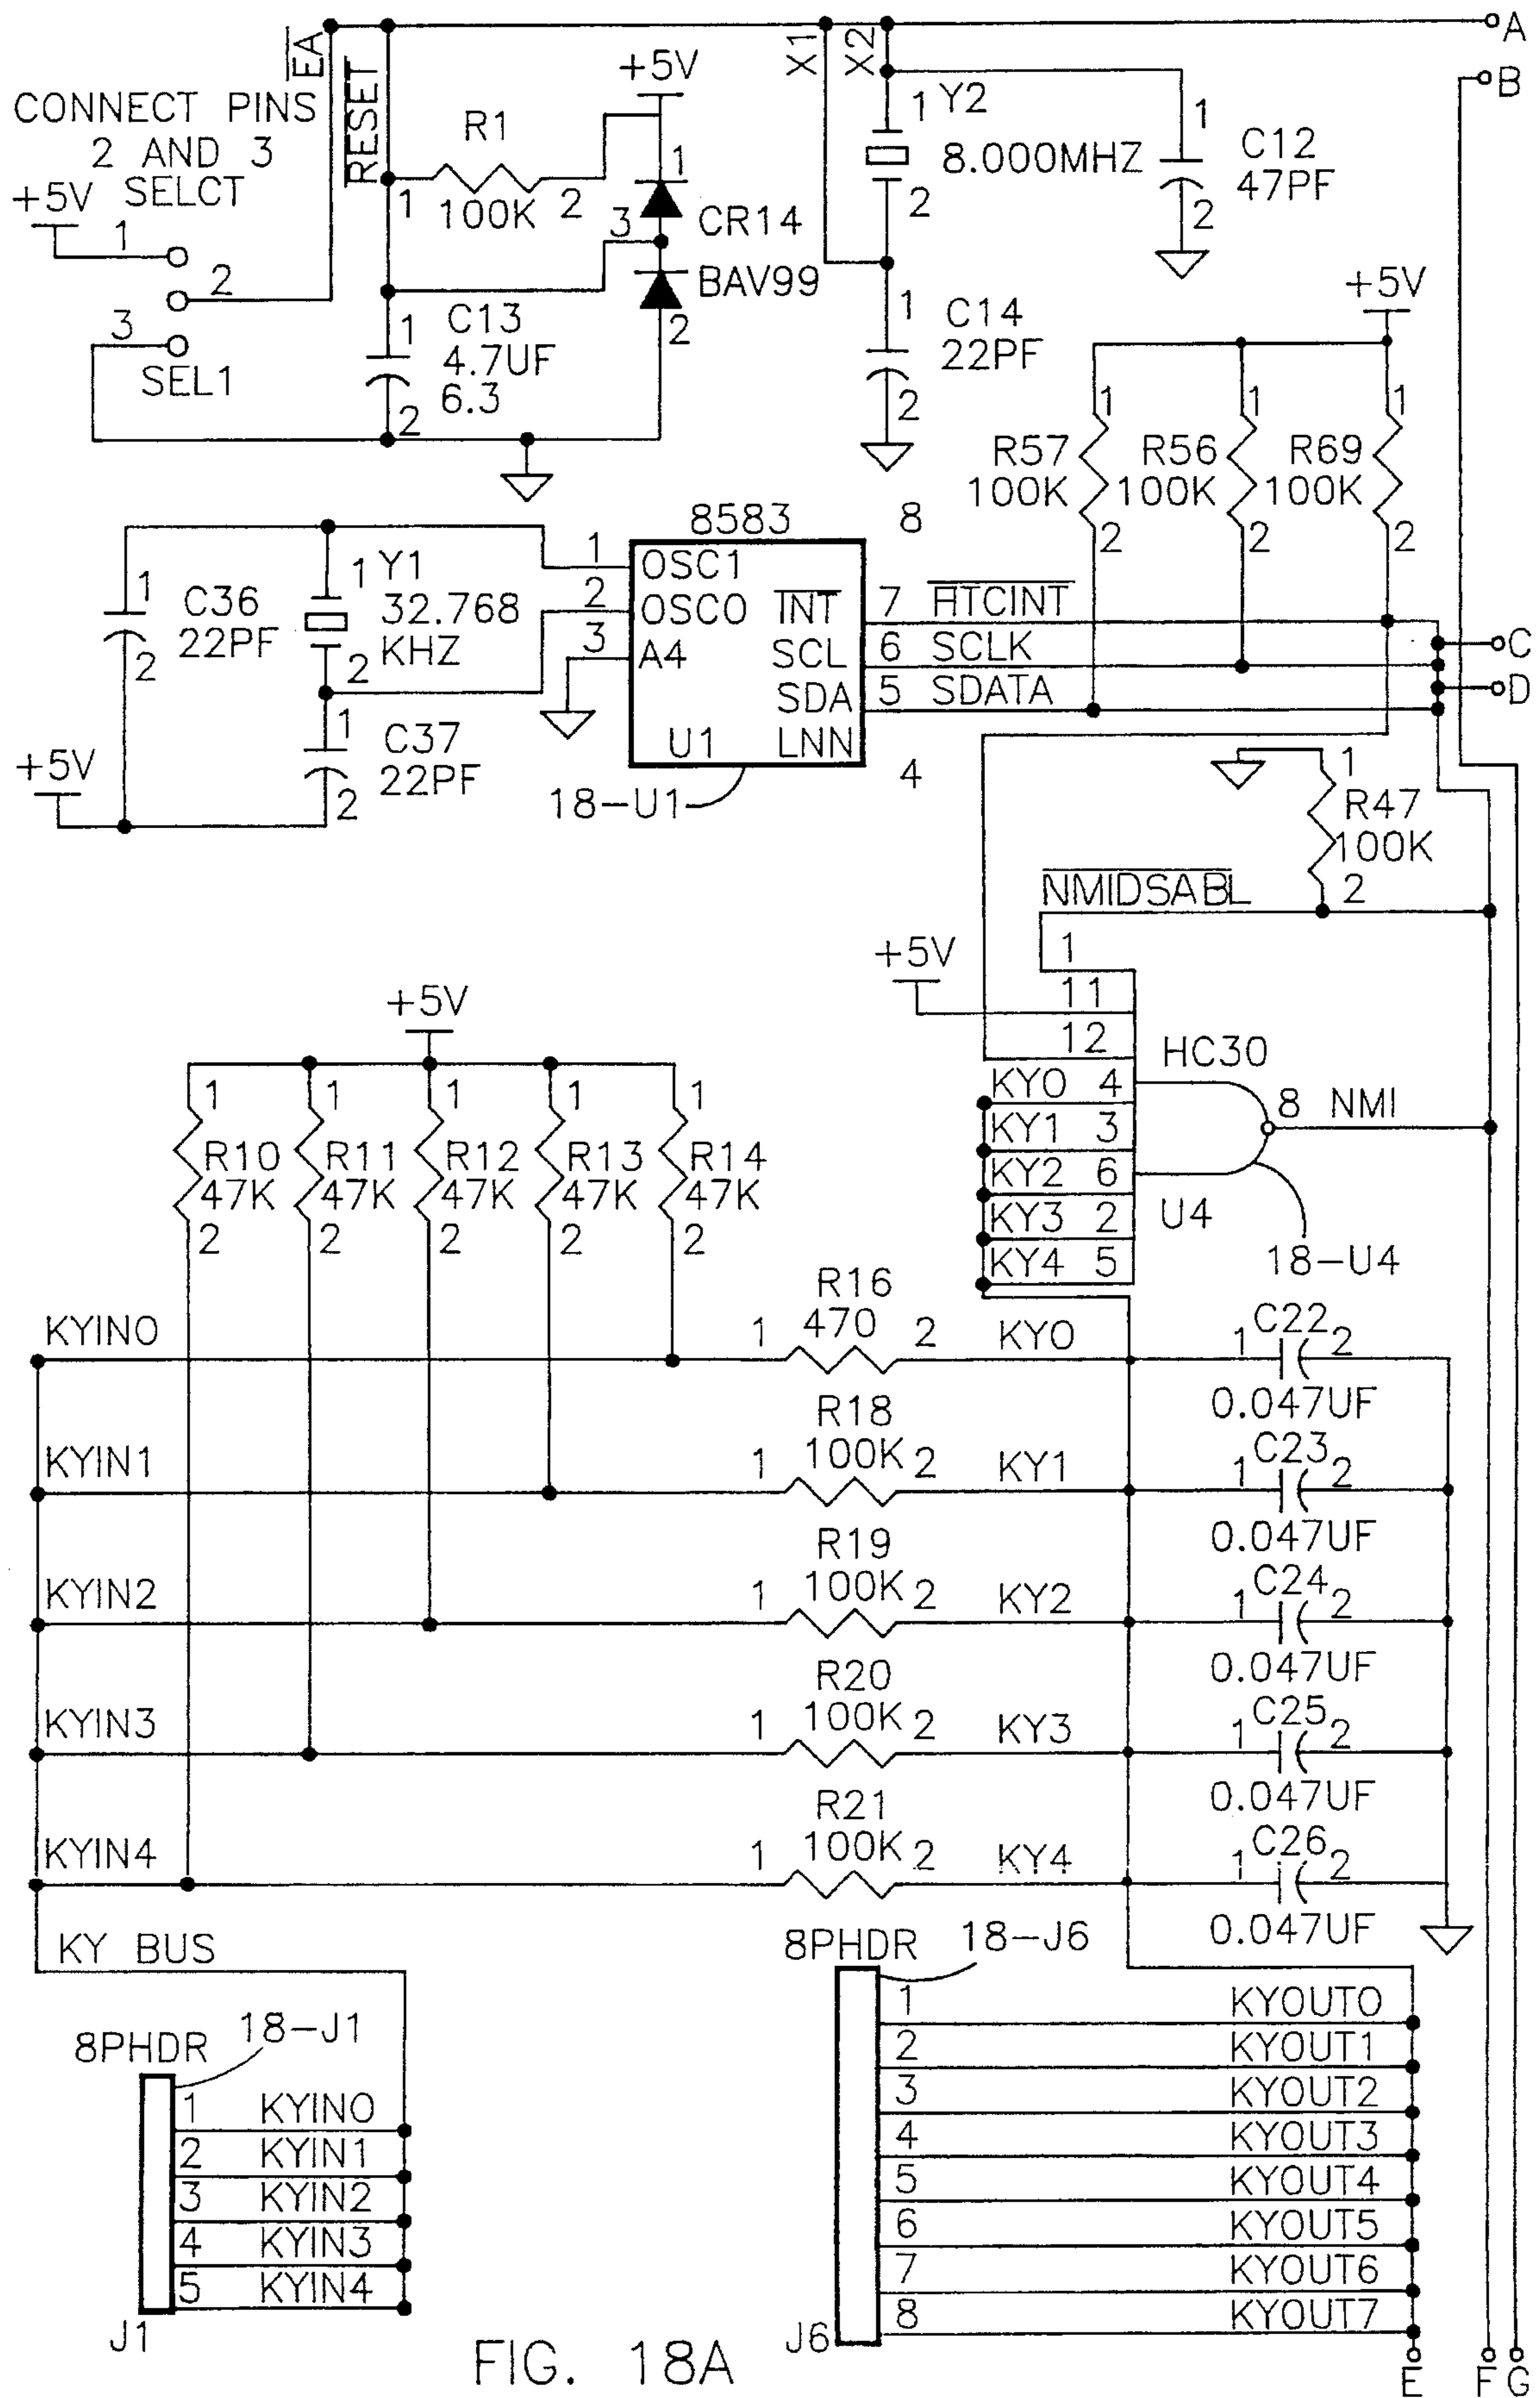 A
B
EA
RESET
X1
X2
CONNECT PINS
2 AND 3
SELCT
+5V
1
2
3
SEL1
R1
1 100K 2
+5V
1
3
CR14
BAV99
2
1
C13
4.7UF
6.3
2
1 Y2
8.000MHZ
2
1
C12
47PF
2
1
C14
22PF
2
+5V
1 1 1
R57 R56 R69
100K 100K 100K
2 2 2
8583 8
1 OSC1
2 OSCO INT 7 RTCINT
3 A4 SCL 6 SCLK
SDA 5 SDATA
U1 LNN
4
18-U1
C
D
1
C36
22PF
2
1 Y1
32.768
KHZ
2
1
C37
22PF
2
+5V
1
R47
100K
2
NMIDSABL
1
+5V
11
12
HC30
KY0 4
KY1 3
KY2 6
KY3 2
KY4 5
8 NMI
U4
18-U4
+5V
1 1 1 1 1
R10 R11 R12 R13 R14
47K 47K 47K 47K 47K
2 2 2 2 2
R16
KYIN0 1 470 2 KY0 1 C22 2
0.047UF
R18
KYIN1 1 100K 2 KY1 1 C23 2
0.047UF
R19
KYIN2 1 100K 2 KY2 1 C24 2
0.047UF
R20
KYIN3 1 100K 2 KY3 1 C25 2
0.047UF
R21
KYIN4 1 100K 2 KY4 1 C26 2
0.047UF
KY BUS
8PHDR 18-J1
1 KYIN0
2 KYIN1
3 KYIN2
4 KYIN3
5 KYIN4
J1
8PHDR 18-J6
1 KYOUT0
2 KYOUT1
3 KYOUT2
4 KYOUT3
5 KYOUT4
6 KYOUT5
7 KYOUT6
8 KYOUT7
J6
E F G
FIG. 18A